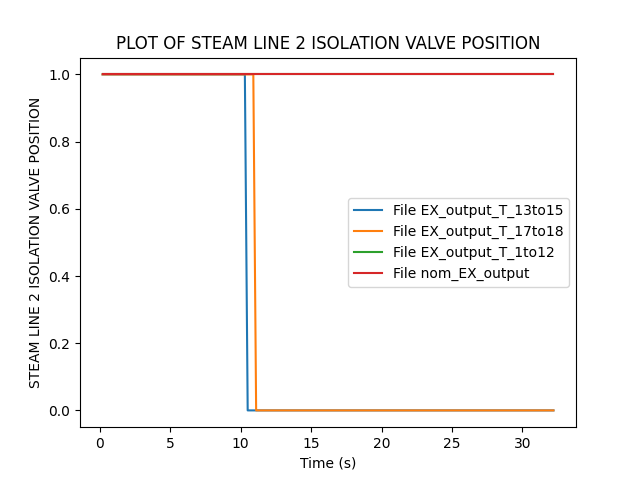 PLOT OF STEAM LINE 2 ISOLATION VALVE POSITION
STEAM LINE 2 ISOLATION VALVE POSITION
1.0
0.8
0.6
0.4
0.2
0.0
File EX_output_T_13to15
File EX_output_T_17to18
File EX_output_T_1to12
File nom_EX_output
0 5 10 15 20 25 30
Time (s)